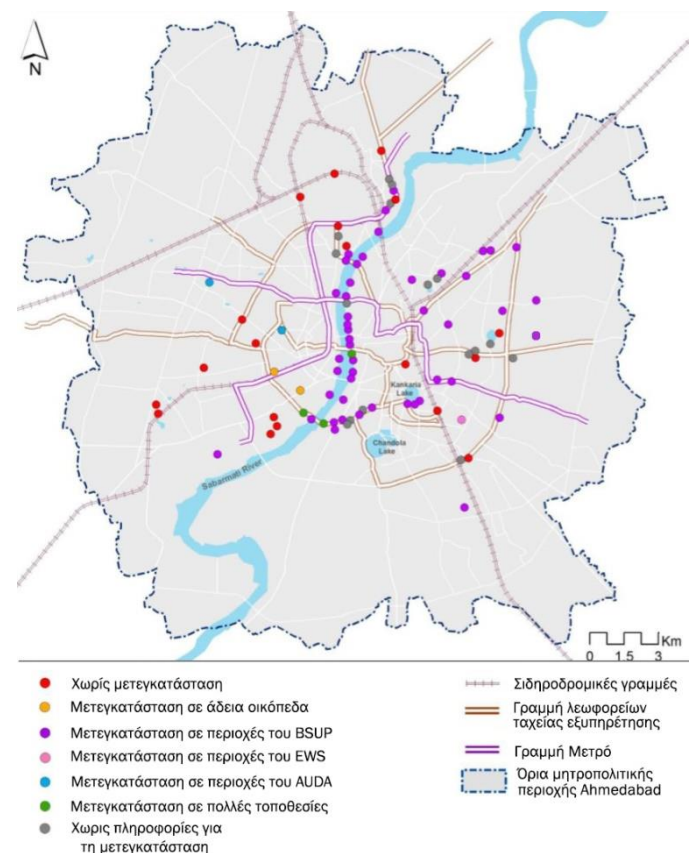 N
Kankaria
Lake
Chandola
Lake
Sabarmati River
Km
0 1.5 3
Χωρίς μετεγκατάσταση
Μετεγκατάσταση σε άδεια οικόπεδα
Μετεγκατάσταση σε περιοχές του BSUP
Μετεγκατάσταση σε περιοχές του EWS
Μετεγκατάσταση σε περιοχές του AUDA
Μετεγκατάσταση σε πολλές τοποθεσίες
Χωρις πληροφορίες για
τη μετεγκατάσταση
Σιδηροδρομικές γραμμές
Γραμμή λεωφορείων
ταχείας εξυπηρέτησης
Γραμμή Μετρό
Όρια μητροπολιτικής
περιοχής Ahmedabad